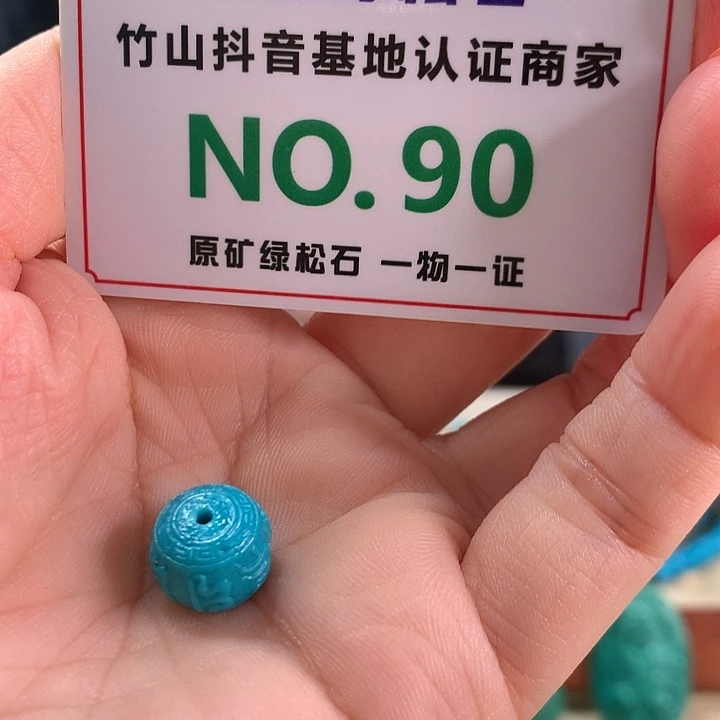 竹山抖音基地认证商家
NO. 90
原矿绿松石 一物一证